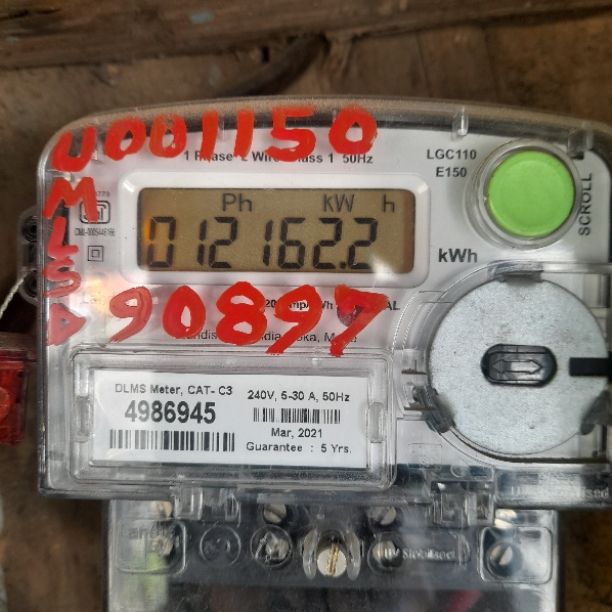 U001150
1 Phase 2 Wire Class 1 50Hz
LGC110
E150
SCROLL
Ph kW h
012162.2
kWh
MLSD
90897
DLMS Meter, CAT- C3
4986945
240V, 5-30 A, 50Hz
Mar, 2021
Guarantee : 5 Yrs.